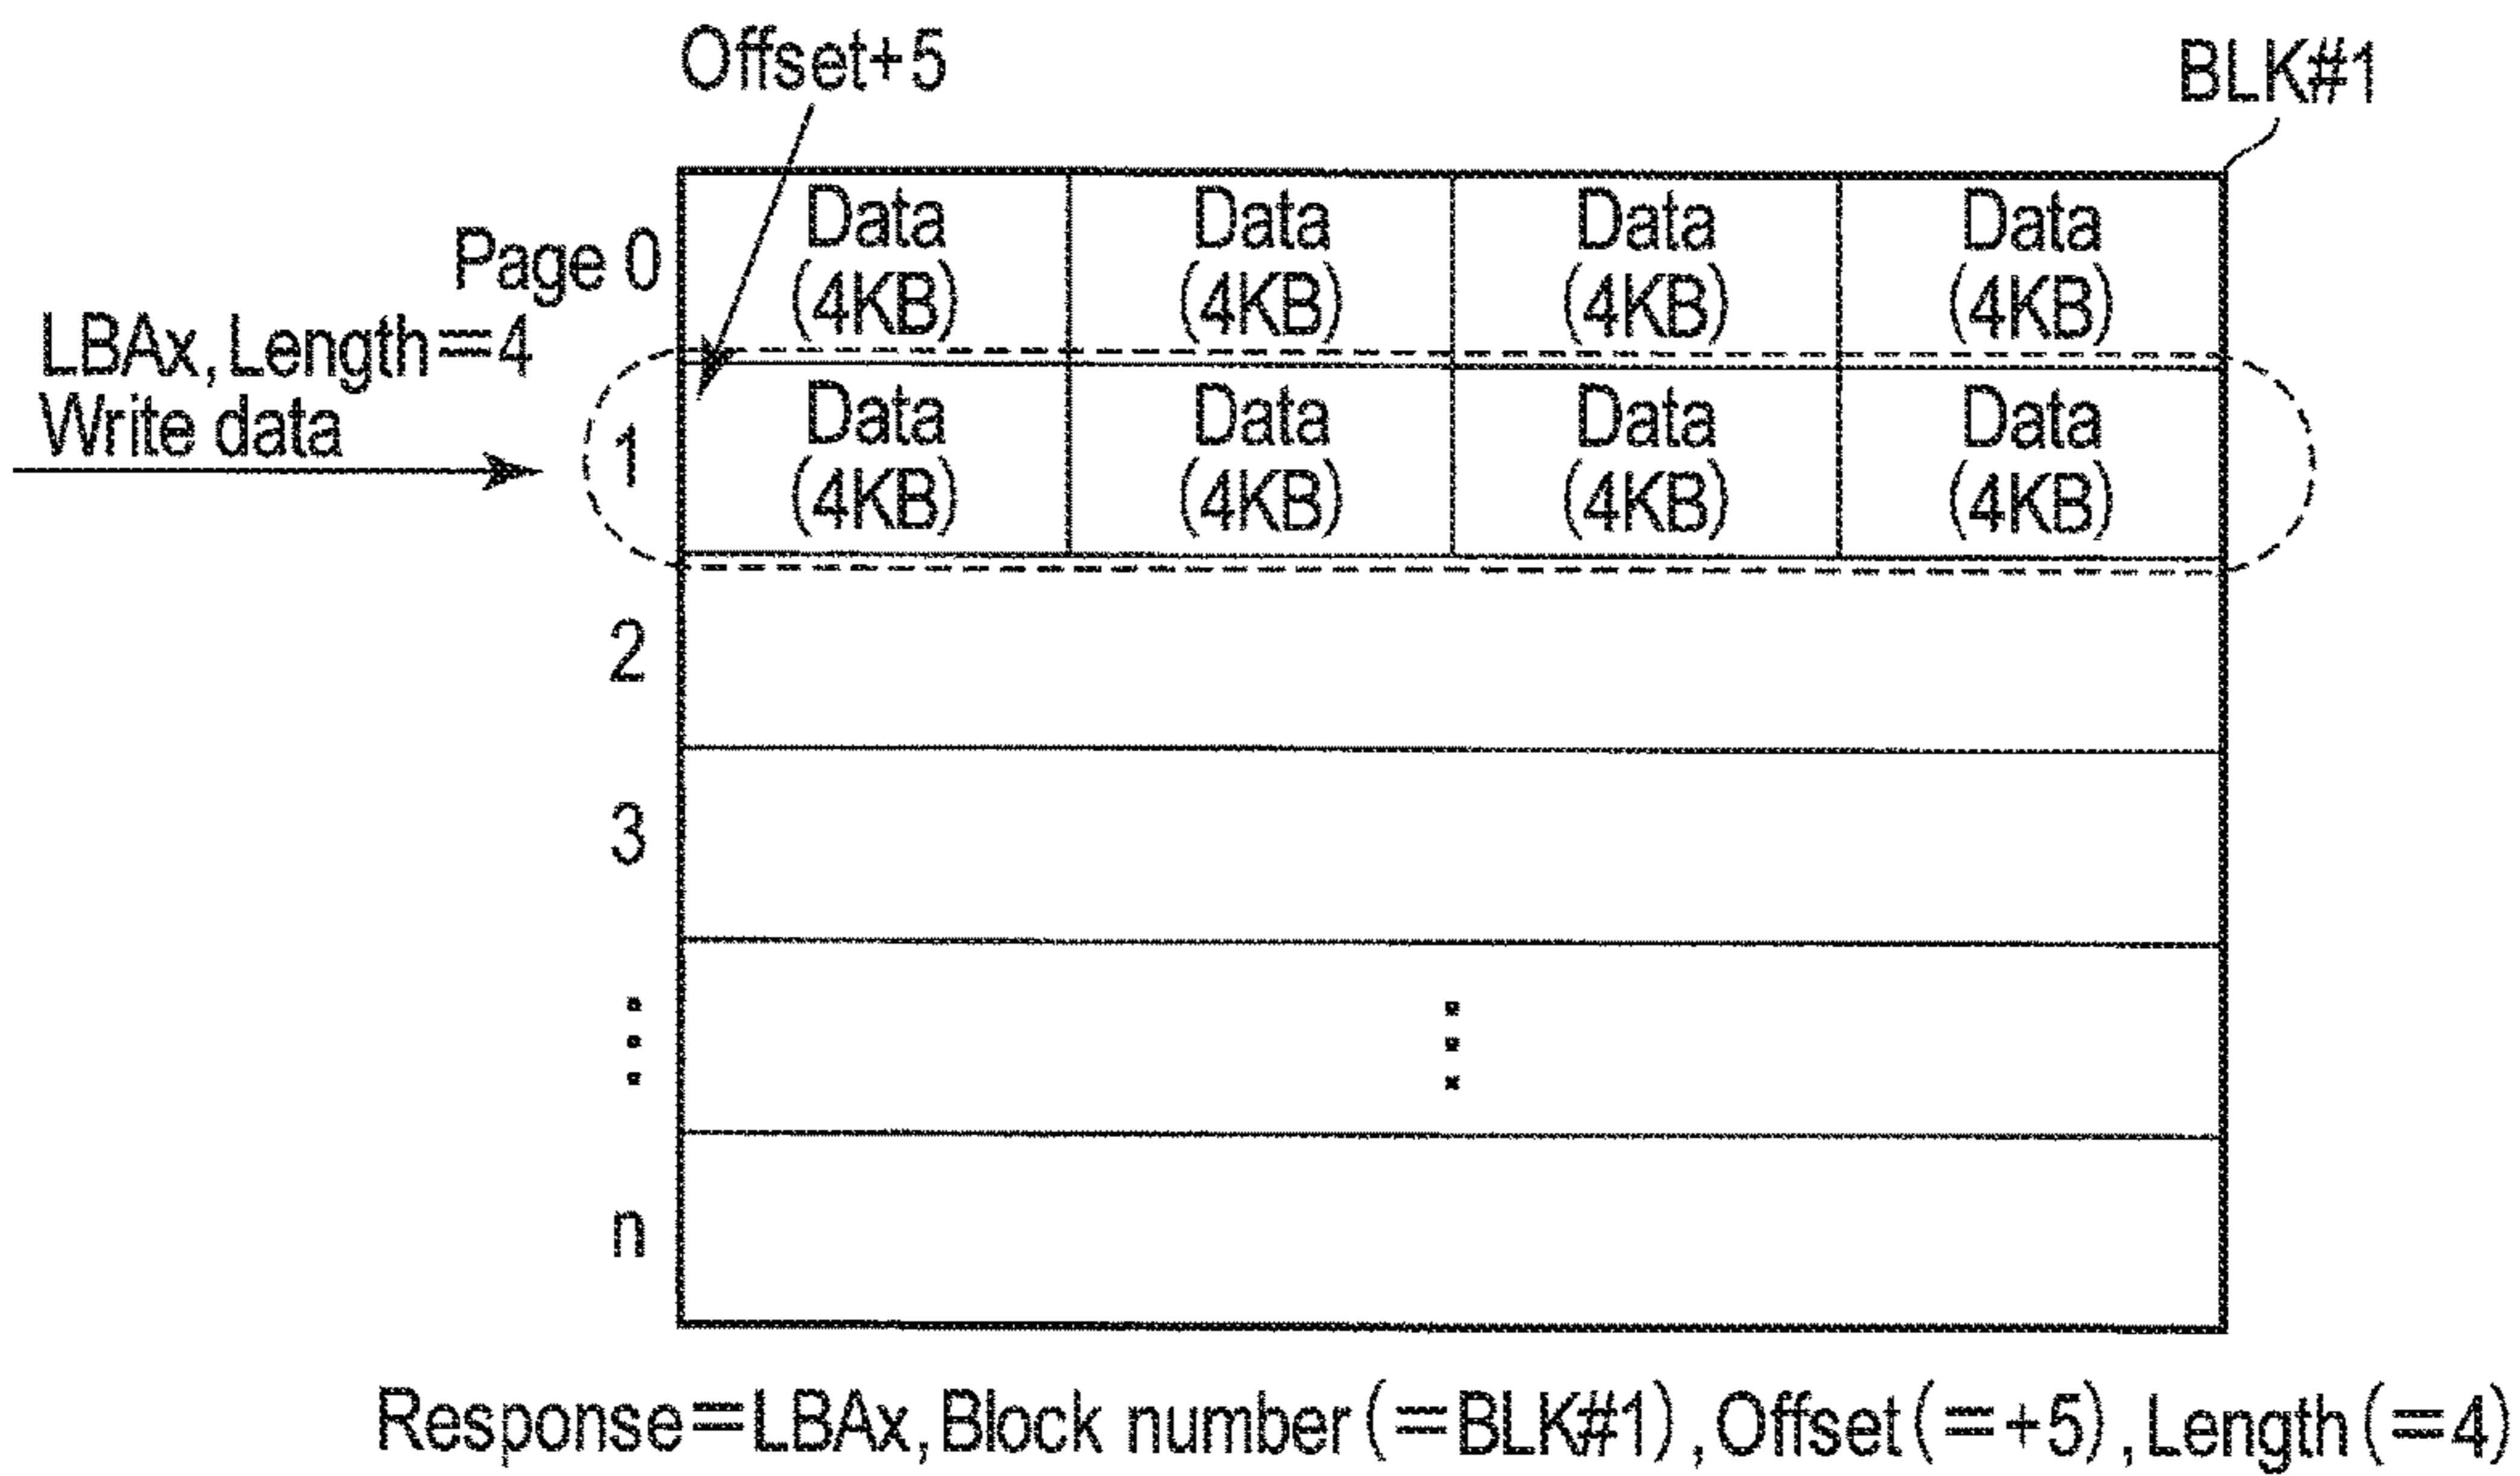 Offset+5
BLK#1
Page 0
Data Data Data Data
(4KB) (4KB) (4KB) (4KB)
LBAx,Length=4
Write data
1
Data Data Data Data
(4KB) (4KB) (4KB) (4KB)
2
3
n
Response=LBAx,Block number(=BLK#1),Offset(=+5),Length(=4)